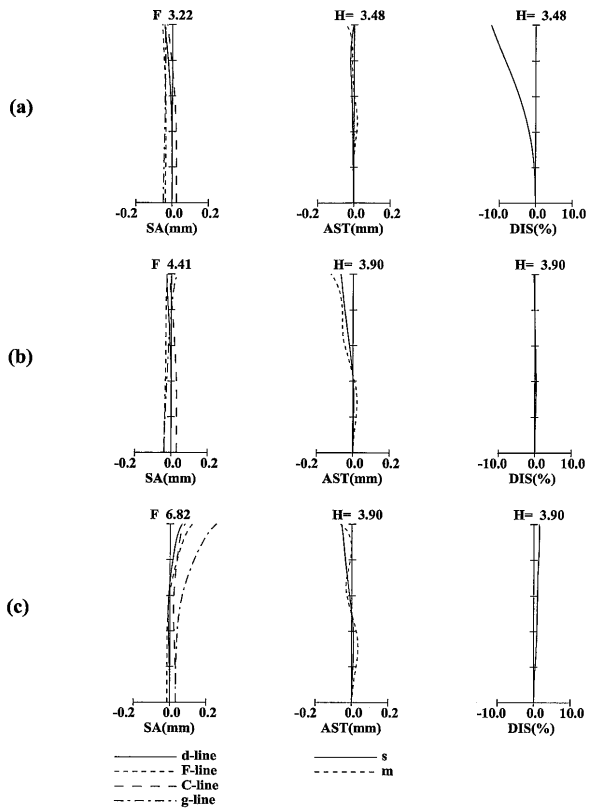 F 3.22 H= 3.48 H= 3.48
(a)
-0.2 0.0 0.2 -0.2 0.0 0.2 -10.0 0.0 10.0
SA(mm) AST(mm) DIS(%)
F 4.41 H= 3.90 H= 3.90
(b)
-0.2 0.0 0.2 -0.2 0.0 0.2 -10.0 0.0 10.0
SA(mm) AST(mm) DIS(%)
F 6.82 H= 3.90 H= 3.90
(c)
-0.2 0.0 0.2 -0.2 0.0 0.2 -10.0 0.0 10.0
SA(mm) AST(mm) DIS(%)
d-line s
F-line m
C-line
g-line